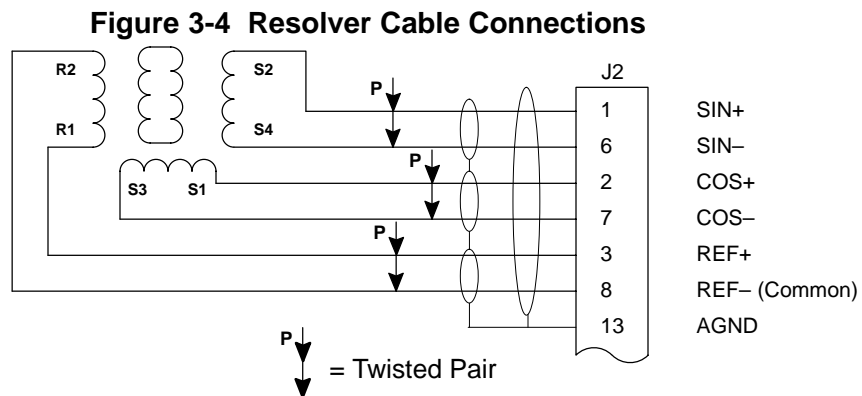 Figure 3-4 Resolver Cable Connections
J2
R2
S2
P
1 SIN+
R1
S4
6 SIN–
P
S3 S1
2 COS+
7 COS–
P
3 REF+
8 REF– (Common)
13 AGND
P
= Twisted Pair